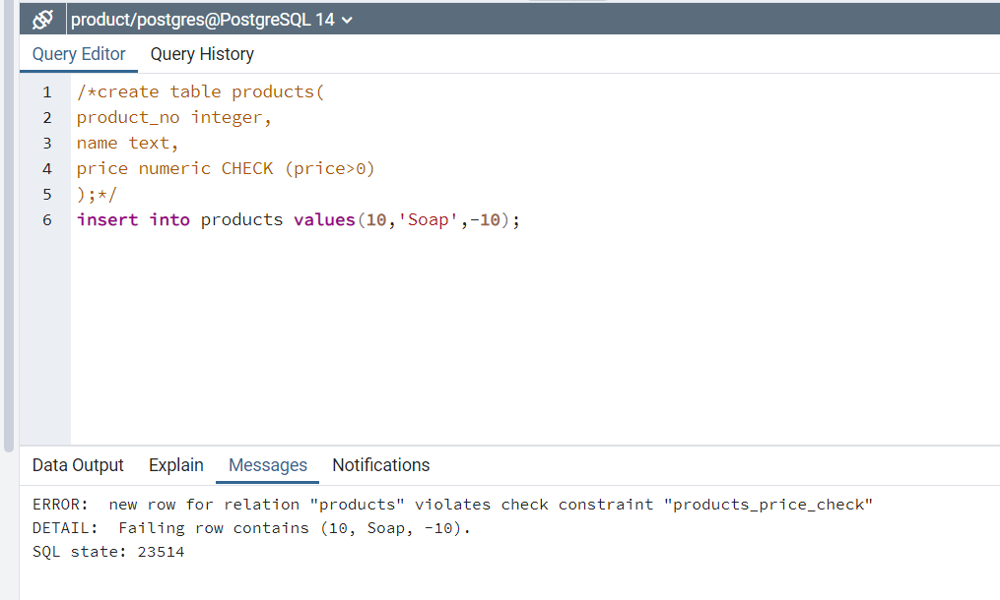 product/postgres@PostgreSQL 14
Query Editor Query History
1 /*create table products(
2 product_no integer,
3 name text,
4 price numeric CHECK (price>0)
5 );*/
6 insert into products values(10,'Soap',-10);
Data Output Explain Messages Notifications
ERROR:  new row for relation "products" violates check constraint "products_price_check"
DETAIL:  Failing row contains (10, Soap, -10).
SQL state: 23514